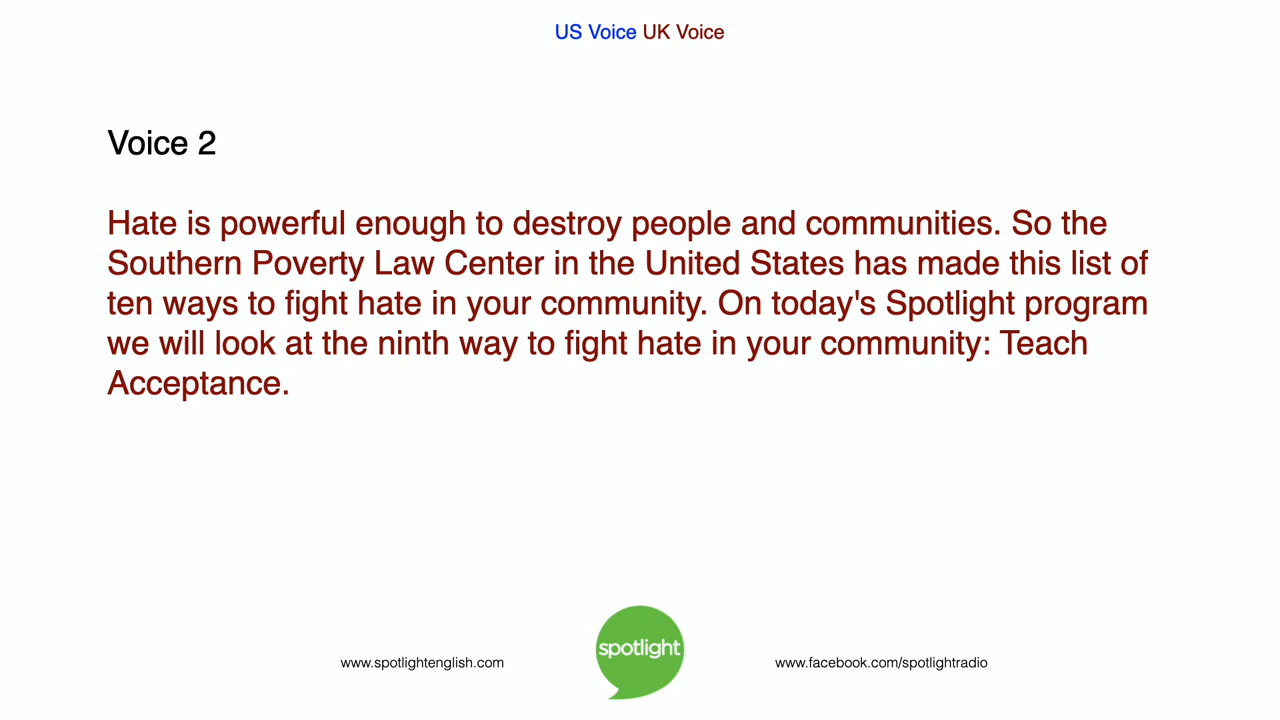 US Voice UK Voice
Voice 2
Hate is powerful enough to destroy people and communities. So the
Southern Poverty Law Center in the United States has made this list of
ten ways to fight hate in your community. On today's Spotlight program
we will look at the ninth way to fight hate in your community: Teach
Acceptance.
www.spotlightenglish.com
spotlight
www.facebook.com/spotlightradio